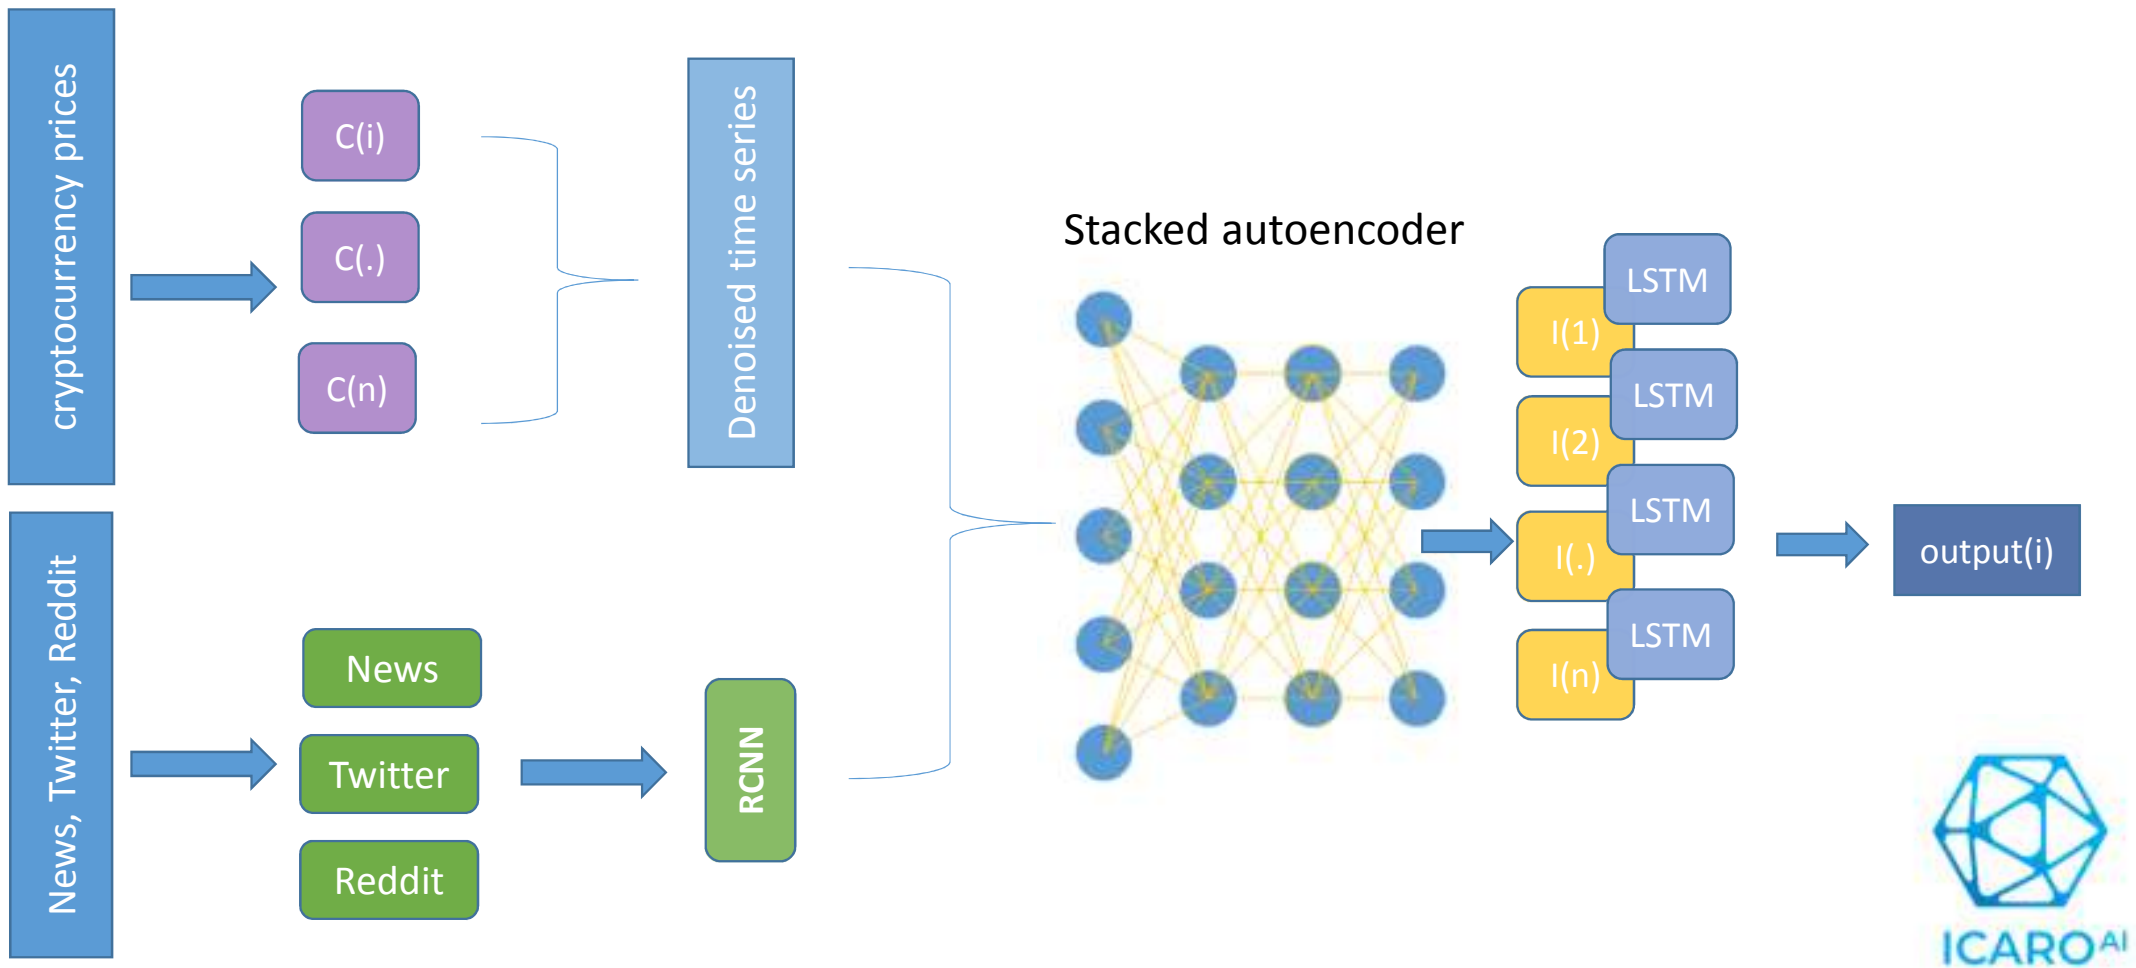 cryptocurrency prices
C(i)
C(.)
C(n)
Denoised time series
News, Twitter, Reddit
News
Twitter
Reddit
RCNN
Stacked autoencoder
I(1)
LSTM
I(2)
LSTM
I(.)
LSTM
I(n)
LSTM
output(i)
ICARO AI